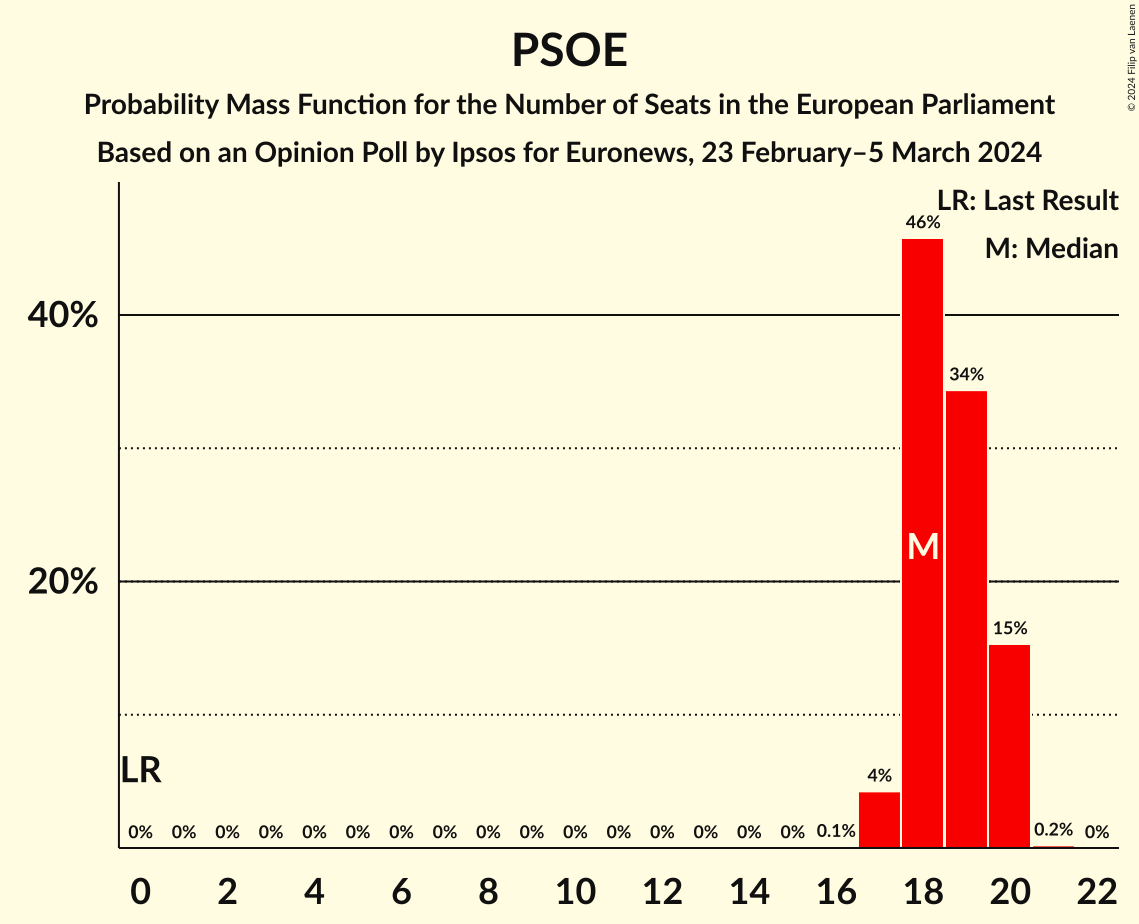 PSOE
Probability Mass Function for the Number of Seats in the European Parliament
Based on an Opinion Poll by Ipsos for Euronews, 23 February–5 March 2024
© 2024 Filip van Laenen
LR: Last Result
M: Median
46%
40%
34%
M
20%
15%
LR
4%
0% 0% 0% 0% 0% 0% 0% 0% 0% 0% 0% 0% 0% 0% 0% 0% 0.1% 0.2% 0%
0 2 4 6 8 10 12 14 16 18 20 22